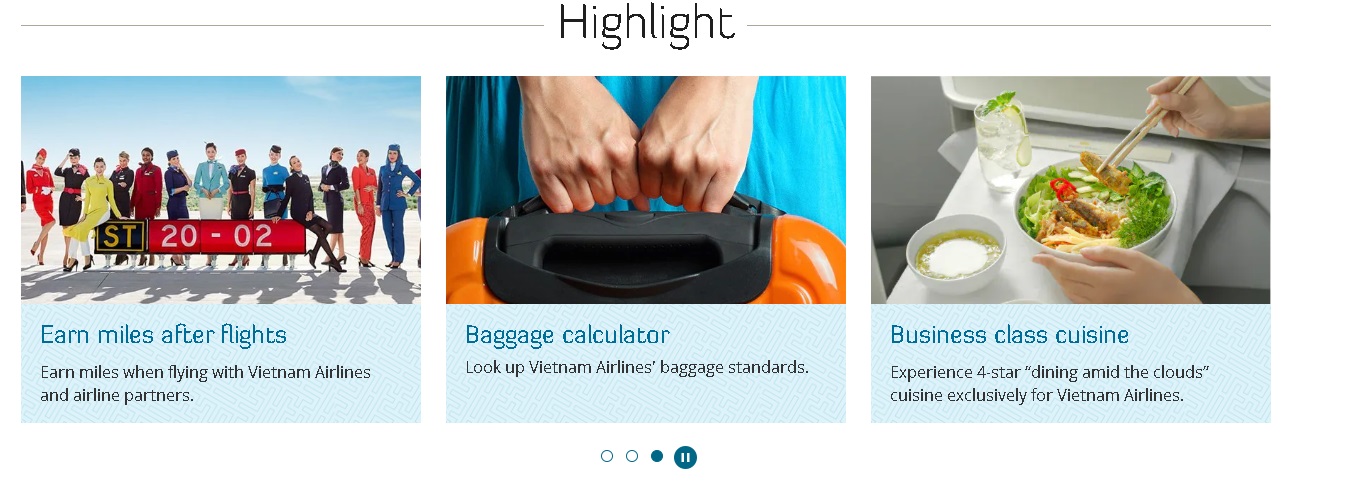 Highlight
ST 20 - 02
Earn miles after flights
Earn miles when flying with Vietnam Airlines
and airline partners.
Baggage calculator
Look up Vietnam Airlines’ baggage standards.
Business class cuisine
Experience 4-star “dining amid the clouds”
cuisine exclusively for Vietnam Airlines.